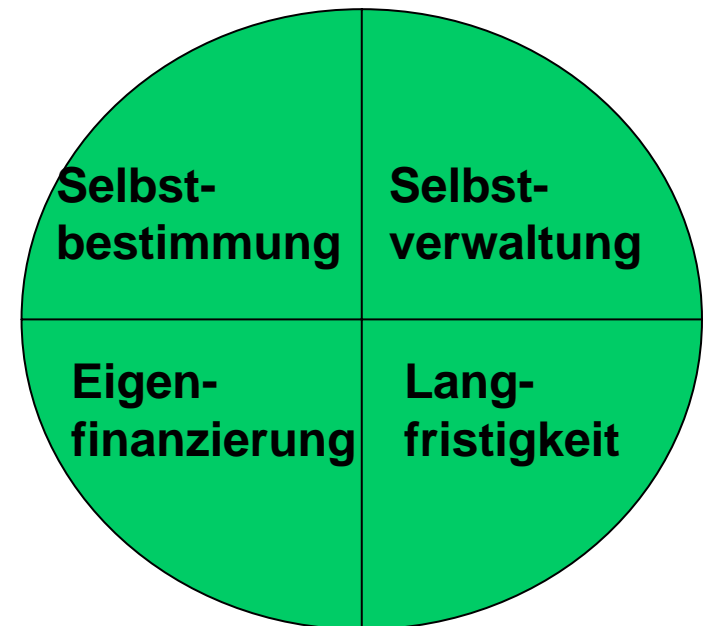 Selbst-
bestimmung
Selbst-
verwaltung
Eigen-
finanzierung
Lang-
fristigkeit